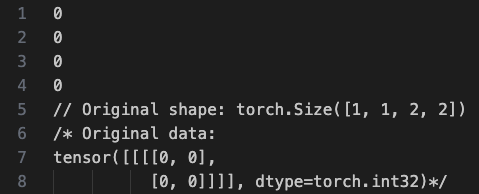 1 0
2 0
3 0
4 0
5 // Original shape: torch.Size([1, 1, 2, 2])
6 /* Original data:
7 tensor([[[[0, 0],
8           [0, 0]]]], dtype=torch.int32)*/